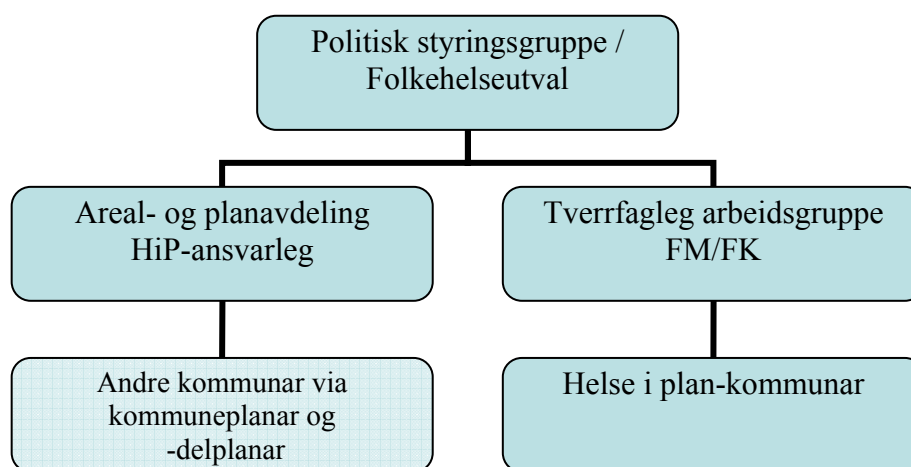 Politisk styringsgruppe /
Folkehelseutval
Areal- og planavdeling
HiP-ansvarleg
Tverrfagleg arbeidsgruppe
FM/FK
Andre kommunar via
kommuneplanar og
-delplanar
Helse i plan-kommunar